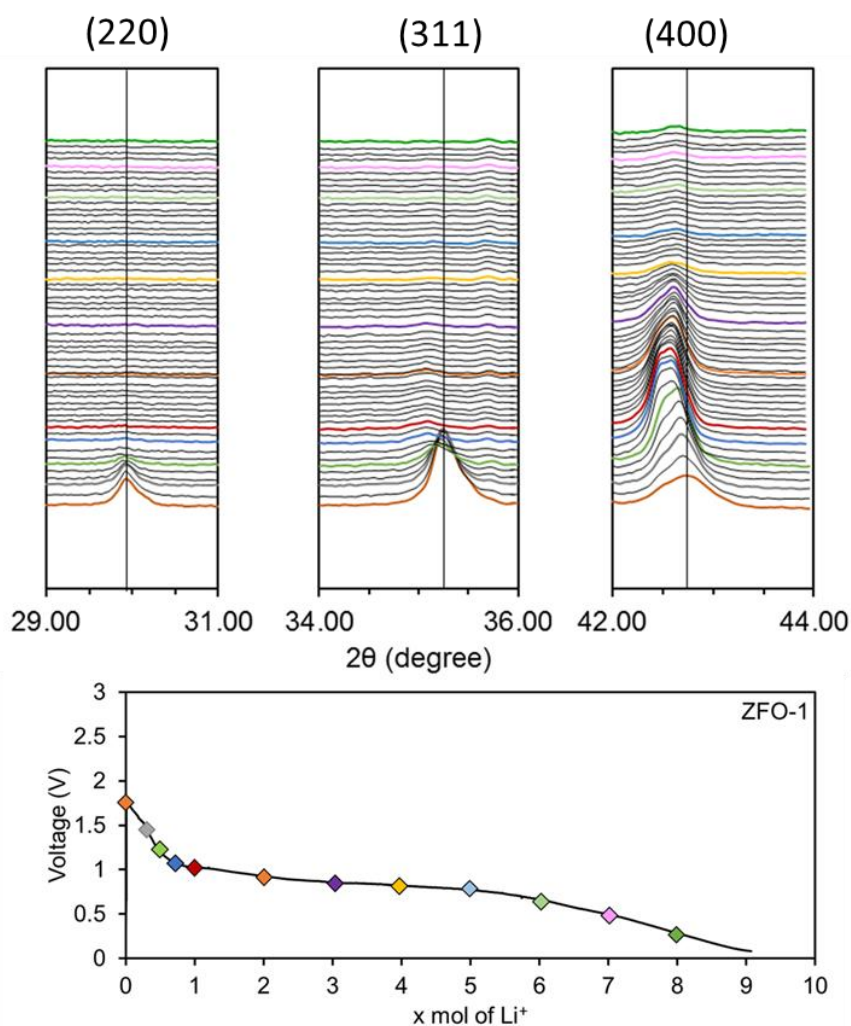 (220) (311) (400)
29.00 31.00 34.00 36.00 42.00 44.00
2θ (degree)
3
ZFO-1
2.5
2
1.5
1
0.5
0
Voltage (V)
0 1 2 3 4 5 6 7 8 9 10
x mol of Li⁺